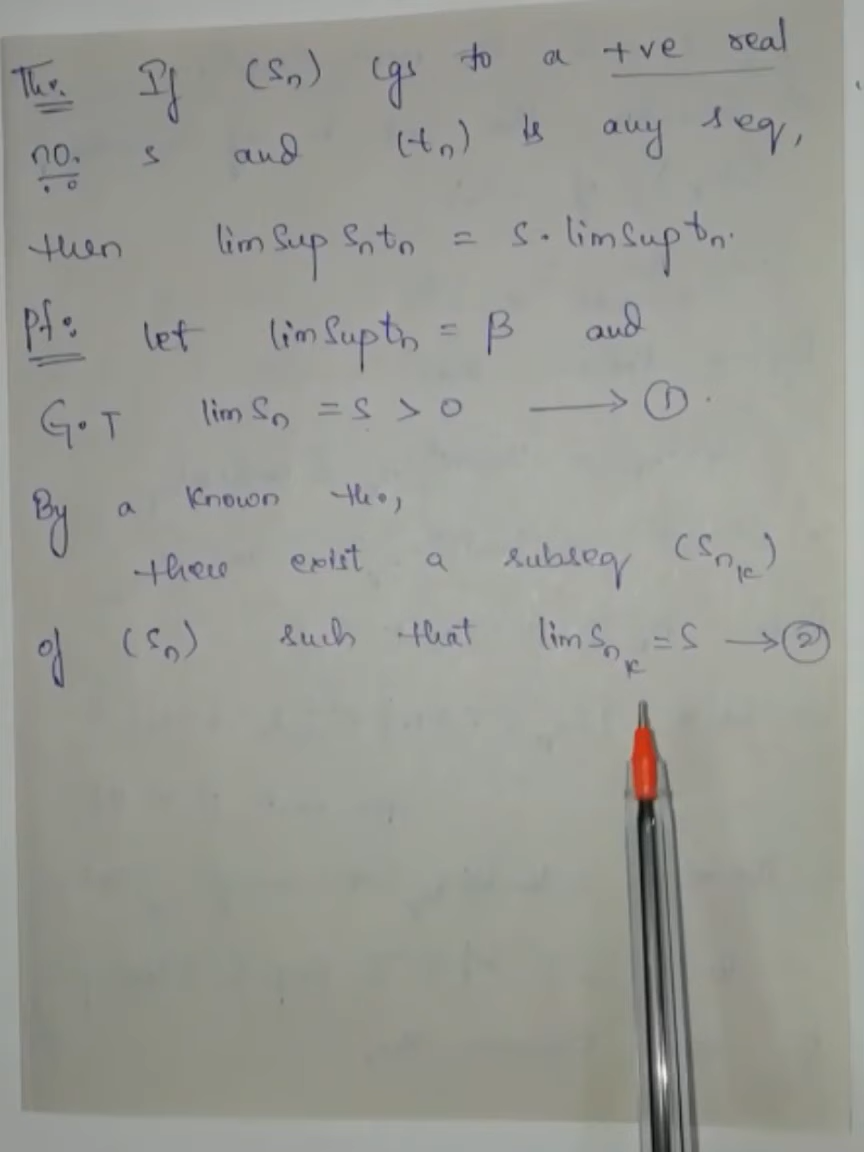 Thr. If (Sn) cgs to a +ve real
no. s and (tn) is any seq,
then lim Sup Sntn = S. lim Sup tn.
Pf: let lim Sup tn = β and
G.T lim Sn = S > 0 → ①.
By a known tho,
there exist a subseq (Snk)
of (Sn) such that lim Snk = S → ②